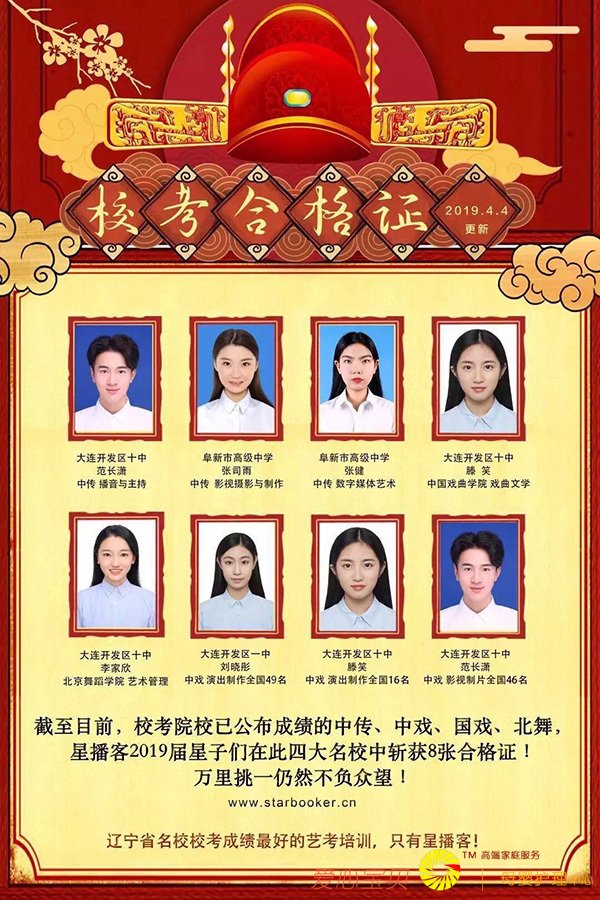 校考合格证
2019.4.4
更新
大连开发区十中
范长潇
中传 播音与主持
阜新市高级中学
张司雨
中传 影视摄影与制作
阜新市高级中学
张健
中传 数字媒体艺术
大连开发区十中
滕 笑
中国戏曲学院 戏曲文学
大连开发区十中
李家欣
北京舞蹈学院 艺术管理
大连开发区一中
刘晓彤
中戏 演出制作全国49名
大连开发区十中
滕笑
中戏 演出制作全国16名
大连开发区十中
范长潇
中戏 影视制片全国46名
截至目前，校考院校已公布成绩的中传、中戏、国戏、北舞，
星播客2019届星子们在此四大名校中斩获8张合格证！
万里挑一仍然不负众望！
www.starbooker.cn
辽宁省名校校考成绩最好的艺考培训，只有星播客！
TM 高端家庭服务
爱心宝贝 | 母婴护理中心